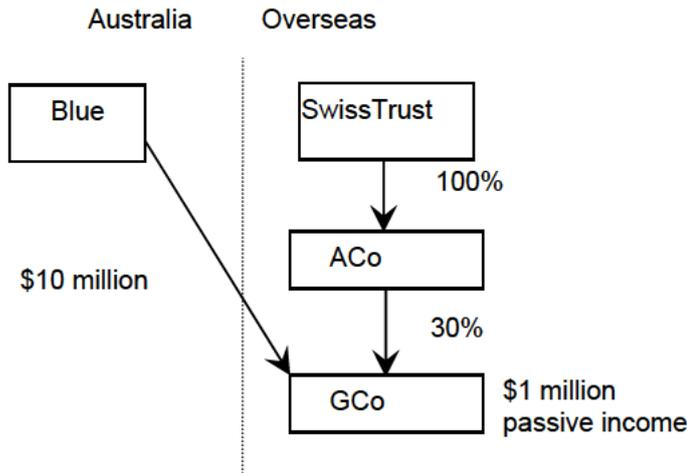 Australia
Overseas
Blue
SwissTrust
100%
ACo
$10 million
30%
GCo
$1 million
passive income